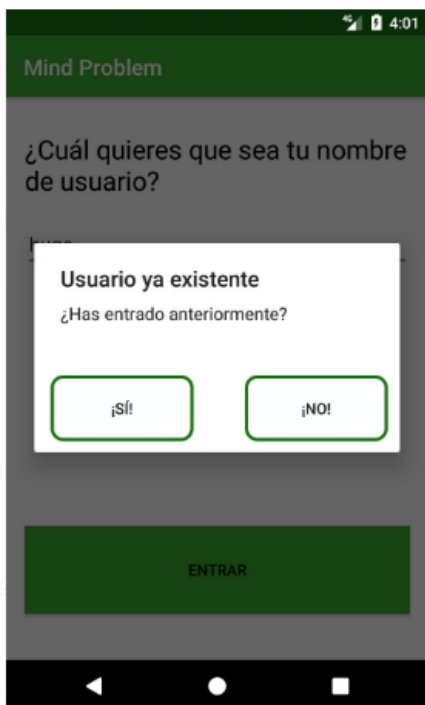 4G 4:01
Mind Problem
¿Cuál quieres que sea tu nombre
de usuario?
Usuario ya existente
¿Has entrado anteriormente?
¡SÍ! ¡NO!
ENTRAR